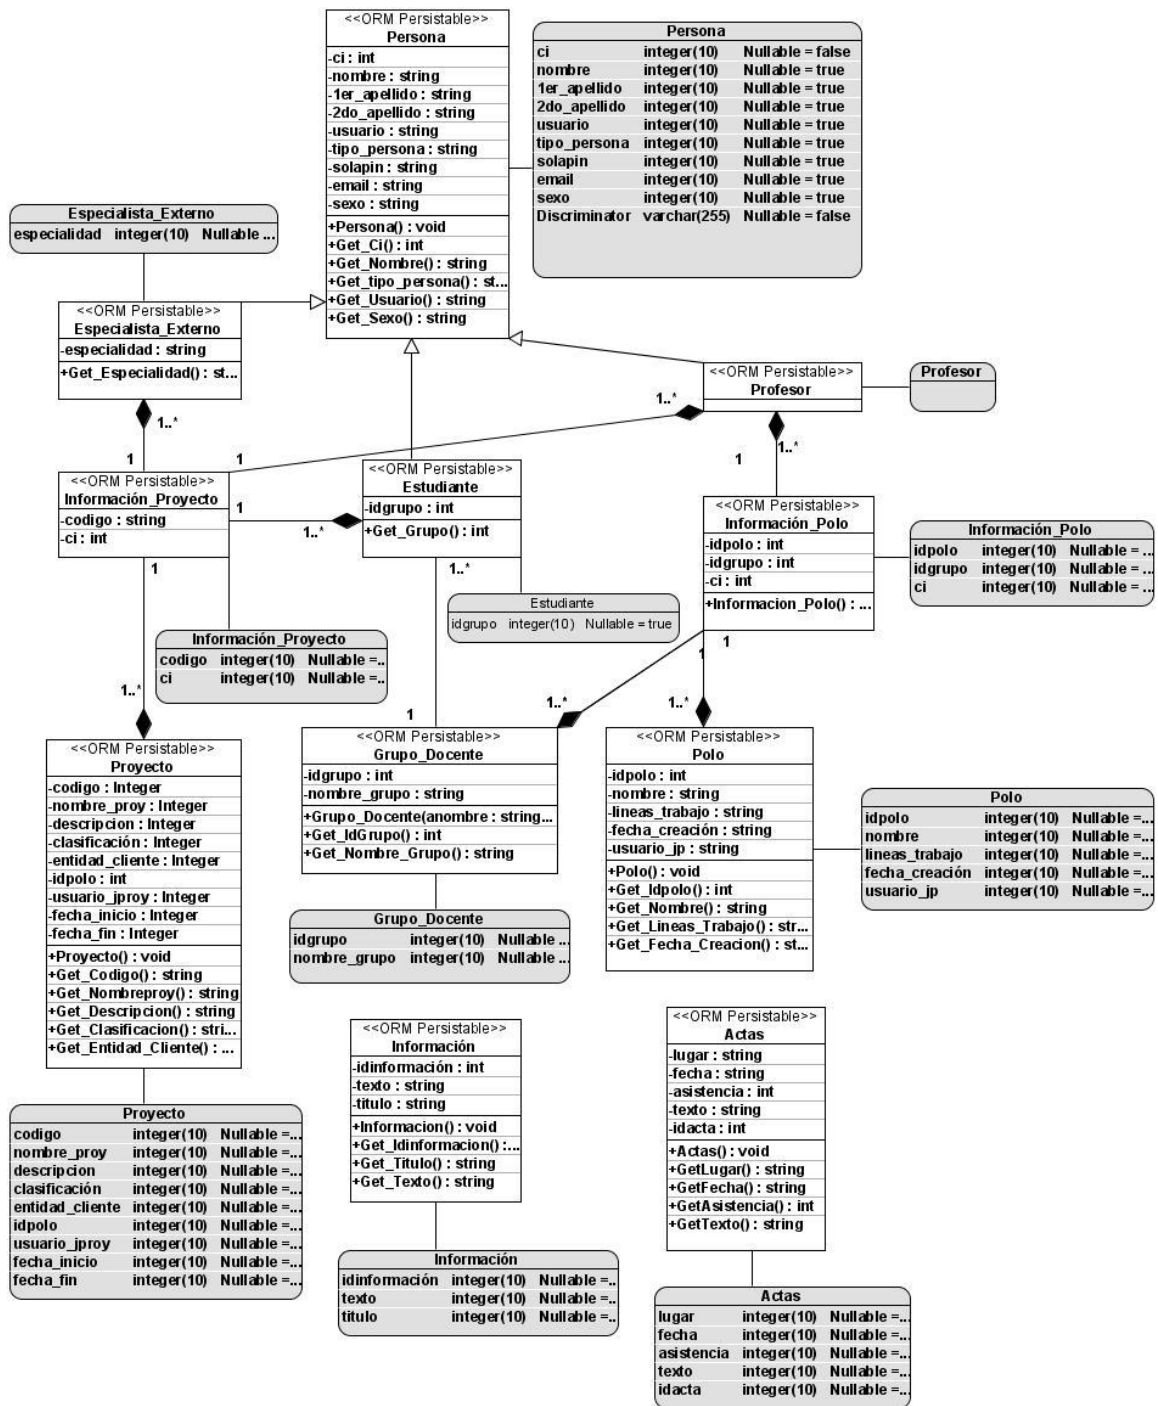 <<ORM Persistable>>
Persona
-ci : int
-nombre : string
-1er_apellido : string
-2do_apellido : string
-usuario : string
-tipo_persona : string
-solapin : string
-email : string
-sexo : string
+Persona() : void
+Get_Ci() : int
+Get_Nombre() : string
+Get_tipo_persona() : st...
+Get_Usuario() : string
+Get_Sexo() : string
Persona
ci integer(10) Nullable = false
nombre integer(10) Nullable = true
1er_apellido integer(10) Nullable = true
2do_apellido integer(10) Nullable = true
usuario integer(10) Nullable = true
tipo_persona integer(10) Nullable = true
solapin integer(10) Nullable = true
email integer(10) Nullable = true
sexo integer(10) Nullable = true
Discriminator varchar(255) Nullable = false
Especialista_Externo
especialidad integer(10) Nullable ...
<<ORM Persistable>>
Especialista_Externo
-especialidad : string
+Get_Especialidad() : st...
1..*
1
<<ORM Persistable>>
Profesor
Profesor
1..*
1
1..*
1
<<ORM Persistable>>
Información_Proyecto
-codigo : string
-ci : int
1
1..*
1
<<ORM Persistable>>
Estudiante
-idgrupo : int
+Get_Grupo() : int
1..*
Estudiante
idgrupo integer(10) Nullable = true
<<ORM Persistable>>
Información_Polo
-idpolo : int
-idgrupo : int
-ci : int
+Informacion_Polo() : ...
1
1
Información_Polo
idpolo integer(10) Nullable = ...
idgrupo integer(10) Nullable = ...
ci integer(10) Nullable = ...
Información_Proyecto
codigo integer(10) Nullable =..
ci integer(10) Nullable =..
1..*
1
1..*
1..*
<<ORM Persistable>>
Proyecto
-codigo : Integer
-nombre_proy : Integer
-descripcion : Integer
-clasificación : Integer
-entidad_cliente : Integer
-idpolo : int
-usuario_jproy : Integer
-fecha_inicio : Integer
-fecha_fin : Integer
+Proyecto() : void
+Get_Codigo() : string
+Get_Nombreproy() : string
+Get_Descripcion() : string
+Get_Clasificacion() : stri...
+Get_Entidad_Cliente() : ...
<<ORM Persistable>>
Grupo_Docente
-idgrupo : int
-nombre_grupo : string
+Grupo_Docente(anombre : string...
+Get_IdGrupo() : int
+Get_Nombre_Grupo() : string
Grupo_Docente
idgrupo integer(10) Nullable ...
nombre_grupo integer(10) Nullable ...
<<ORM Persistable>>
Polo
-idpolo : int
-nombre : string
-lineas_trabajo : string
-fecha_creación : string
-usuario_jp : string
+Polo() : void
+Get_Idpolo() : int
+Get_Nombre() : string
+Get_Lineas_Trabajo() : str...
+Get_Fecha_Creacion() : st...
Polo
idpolo integer(10) Nullable =...
nombre integer(10) Nullable =...
lineas_trabajo integer(10) Nullable =...
fecha_creación integer(10) Nullable =...
usuario_jp integer(10) Nullable =...
Proyecto
codigo integer(10) Nullable =...
nombre_proy integer(10) Nullable =...
descripcion integer(10) Nullable =...
clasificación integer(10) Nullable =...
entidad_cliente integer(10) Nullable =...
idpolo integer(10) Nullable =...
usuario_jproy integer(10) Nullable =...
fecha_inicio integer(10) Nullable =...
fecha_fin integer(10) Nullable =...
<<ORM Persistable>>
Información
-idinformación : int
-texto : string
-titulo : string
+Informacion() : void
+Get_Idinformacion() :...
+Get_Titulo() : string
+Get_Texto() : string
Información
idinformación integer(10) Nullable =..
texto integer(10) Nullable =..
titulo integer(10) Nullable =..
<<ORM Persistable>>
Actas
-lugar : string
-fecha : string
-asistencia : int
-texto : string
-idacta : int
+Actas() : void
+GetLugar() : string
+GetFecha() : string
+GetAsistencia() : int
+GetTexto() : string
Actas
lugar integer(10) Nullable =...
fecha integer(10) Nullable =...
asistencia integer(10) Nullable =...
texto integer(10) Nullable =...
idacta integer(10) Nullable =...